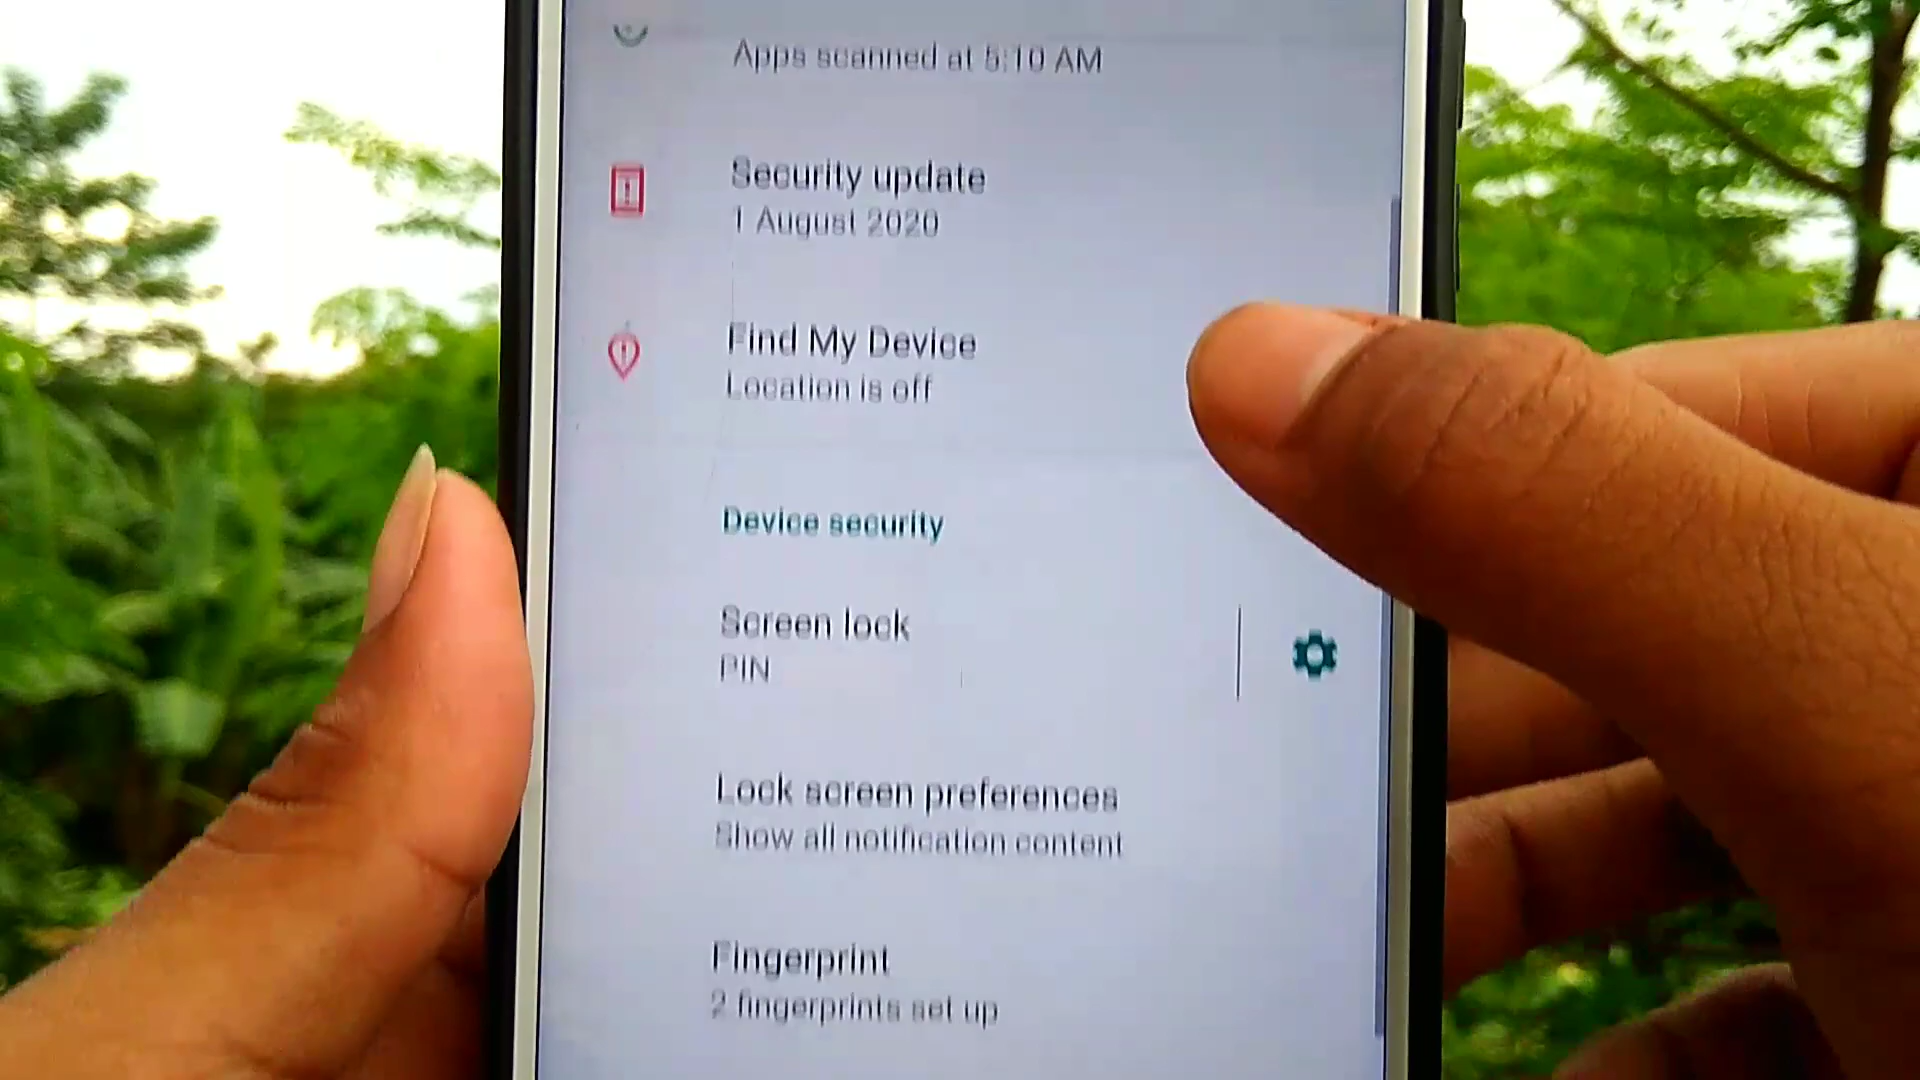 Apps scanned at 5:10 AM
Security update
1 August 2020
Find My Device
Location is off
Device security
Screen lock
PIN
Lock screen preferences
Show all notification content
Fingerprint
2 fingerprints set up